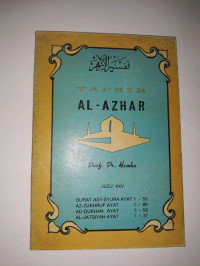 تفسير الأزهر
TAFSIR
AL-AZHAR
Prof. Dr. Hamka
JUZU XXV
SURAT ASY-SYURA AYAT 1 - 53
AZ-ZUKHRUF AYAT 1 - 89
AD-DUKHAN AYAT 1 - 59
AL-JATSIYAH AYAT 1 - 37